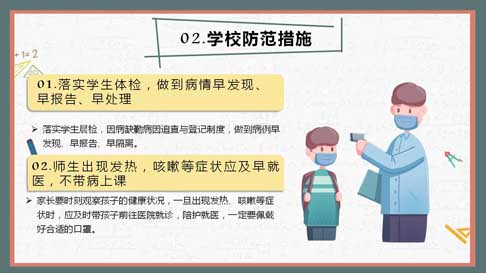 1+1=2
02.学校防范措施
01.落实学生体检，做到病情早发现、
早报告、早处理
➤ 落实学生晨检，因病缺勤病因追查与登记制度，做到病例早
发现、早报告、早隔离。
02.师生出现发热，咳嗽等症状应及早就
医，不带病上课
➤ 家长要时刻观察孩子的健康状况，一旦出现发热、咳嗽等症
状时，应及时带孩子前往医院就诊，陪护就医，一定要佩戴
好合适的口罩。